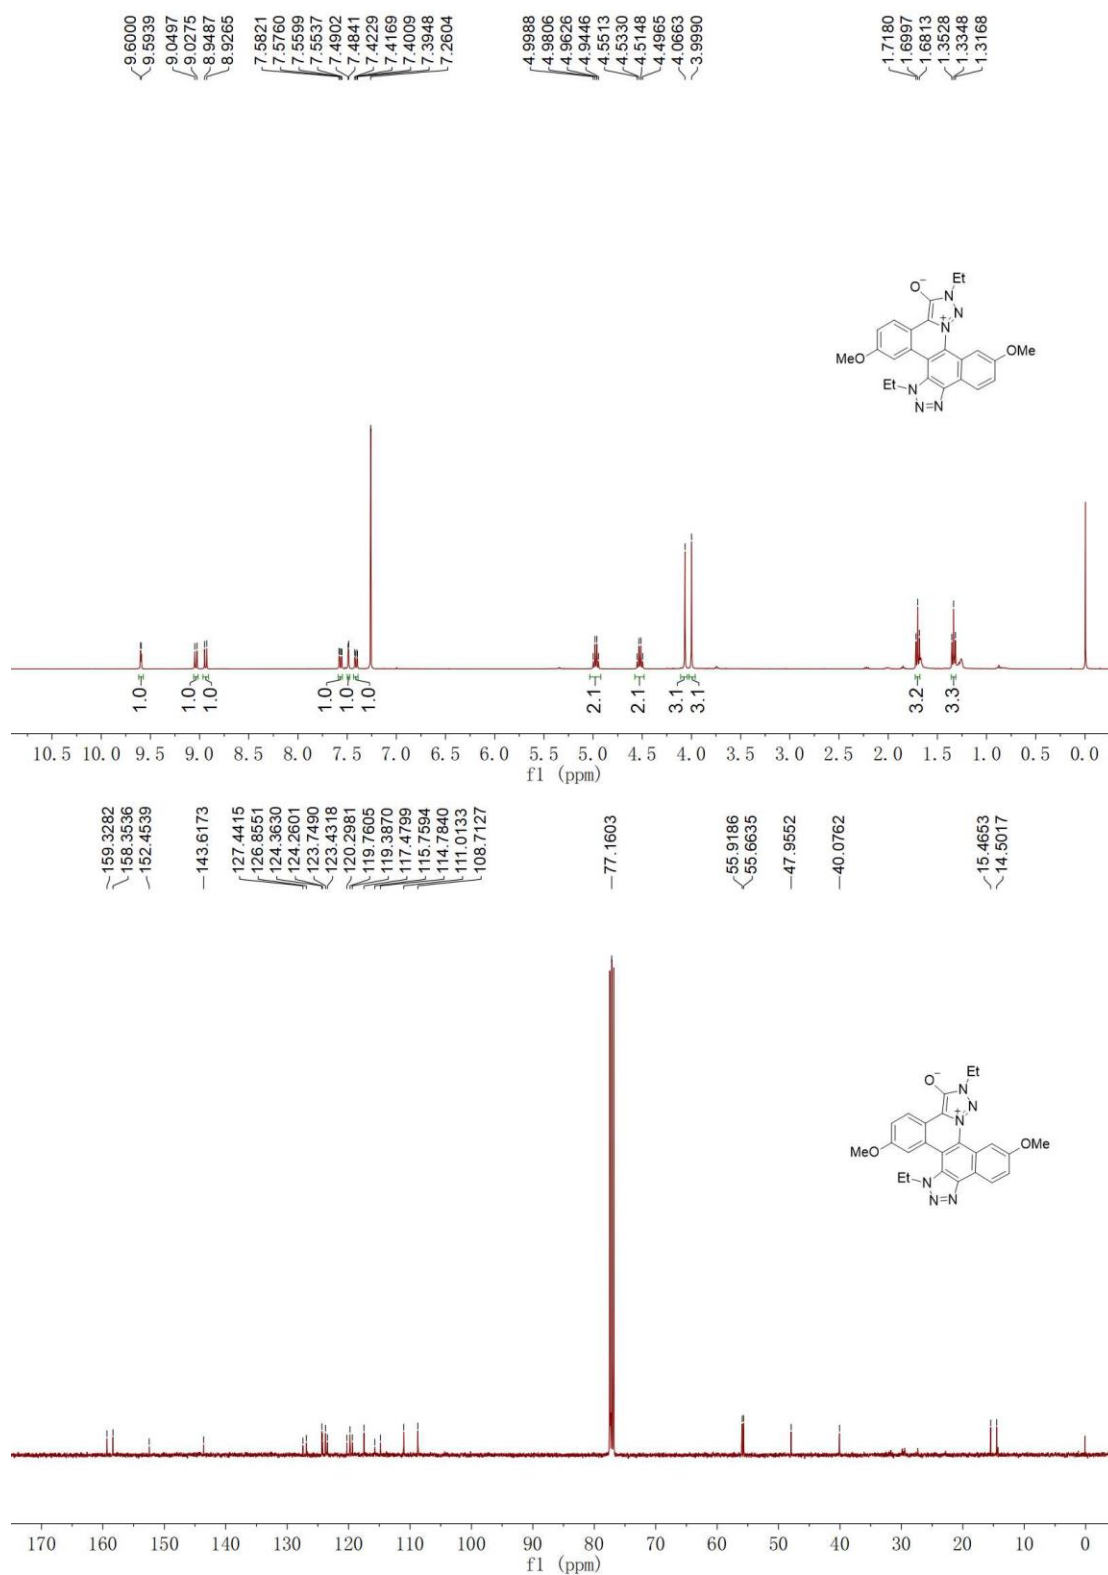 9.6000
9.5939
9.0497
9.0275
8.9487
8.9265
7.5821
7.5760
7.5599
7.5537
7.4902
7.4841
7.4229
7.4169
7.4009
7.3948
7.2604
4.9988
4.9806
4.9626
4.9446
4.5513
4.5330
4.5148
4.4965
4.0663
3.9990
1.7180
1.6997
1.6813
1.3528
1.3348
1.3168
O⁻ Et
N
N
N
+
MeO
OMe
Et N
N=N
1.0 1.0 1.0 1.0 1.0 1.0 2.1 2.1 3.1 3.1 3.2 3.3
10.5 10.0 9.5 9.0 8.5 8.0 7.5 7.0 6.5 6.0 5.5 5.0 4.5 4.0 3.5 3.0 2.5 2.0 1.5 1.0 0.5 0.0
f1 (ppm)
159.3282
158.3536
152.4539
143.6173
127.4415
126.8551
124.3630
124.2601
123.7490
123.4318
120.2981
119.7605
119.3870
117.4799
115.7594
114.7840
111.0133
108.7127
77.1603
55.9186
55.6635
47.9552
40.0762
15.4653
14.5017
O⁻ Et
N
N
N
+
MeO
OMe
Et N
N=N
170 160 150 140 130 120 110 100 90 80 70 60 50 40 30 20 10 0
f1 (ppm)